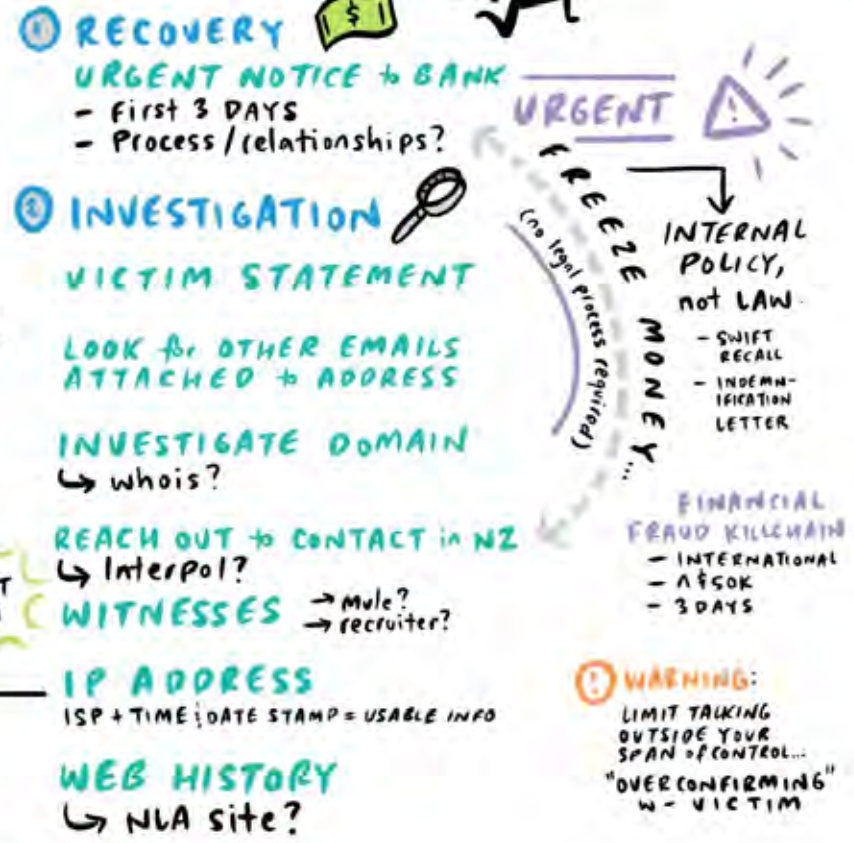 ① RECOVERY
$
URGENT NOTICE to BANK
- First 3 DAYS
- Process/relationships?
URGENT
!
FREEZE MONEY...
(no legal process required)
INTERNAL
POLICY,
not LAW
- SWIFT
RECALL
- INDEMN-
IFICATION
LETTER
② INVESTIGATION
VICTIM STATEMENT
LOOK for OTHER EMAILS
ATTACHED to ADDRESS
INVESTIGATE DOMAIN
↳ whois?
REACH OUT to CONTACT in NZ
↳ Interpol?
WITNESSES → Mule?
→ recruiter?
IP ADDRESS
ISP + TIME ; DATE STAMP = USABLE INFO
WEB HISTORY
↳ NLA site?
FINANCIAL
FRAUD KILLCHAIN
- INTERNATIONAL
- ^ $50K
- 3 DAYS
! WARNING:
LIMIT TALKING
OUTSIDE YOUR
SPAN of CONTROL...
"OVERCONFIRMING"
W - VICTIM